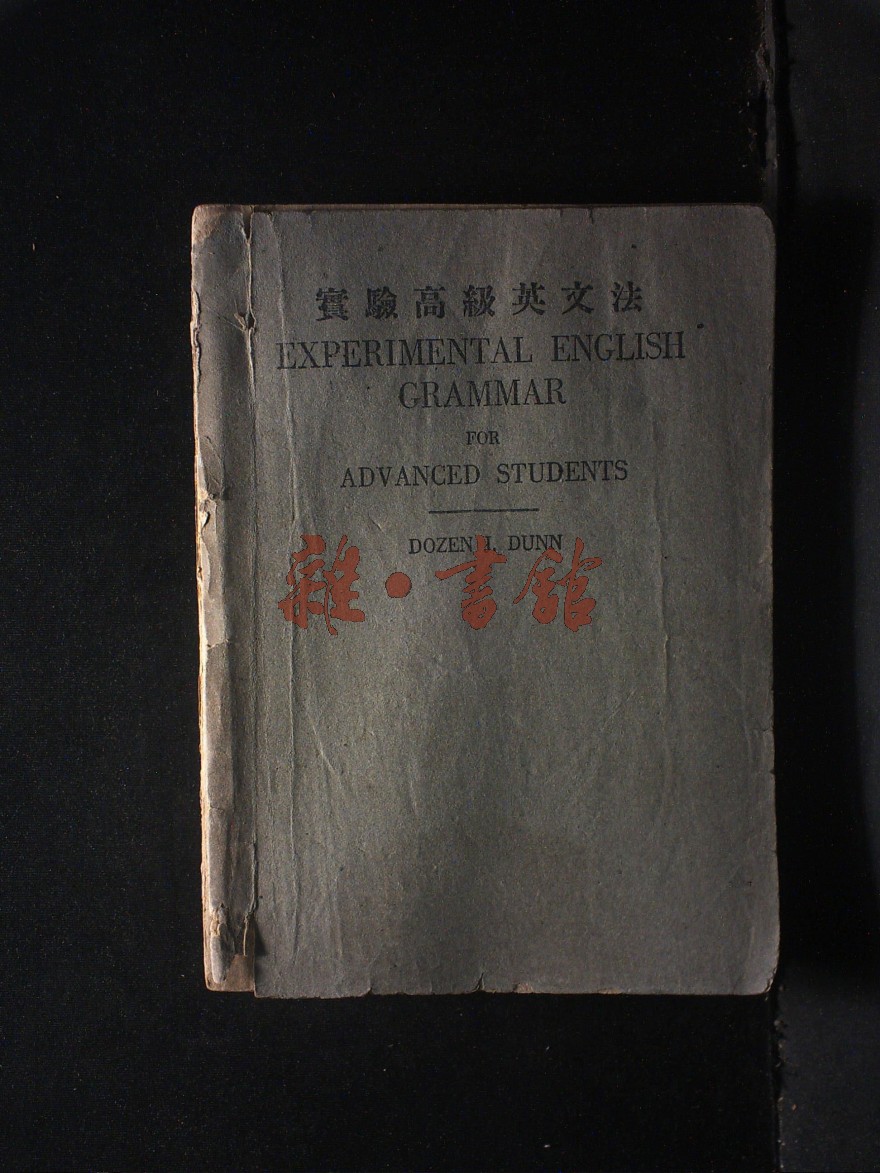 實驗高級英文法
EXPERIMENTAL ENGLISH
GRAMMAR
FOR
ADVANCED STUDENTS
DOZEN I. DUNN
雜·書館